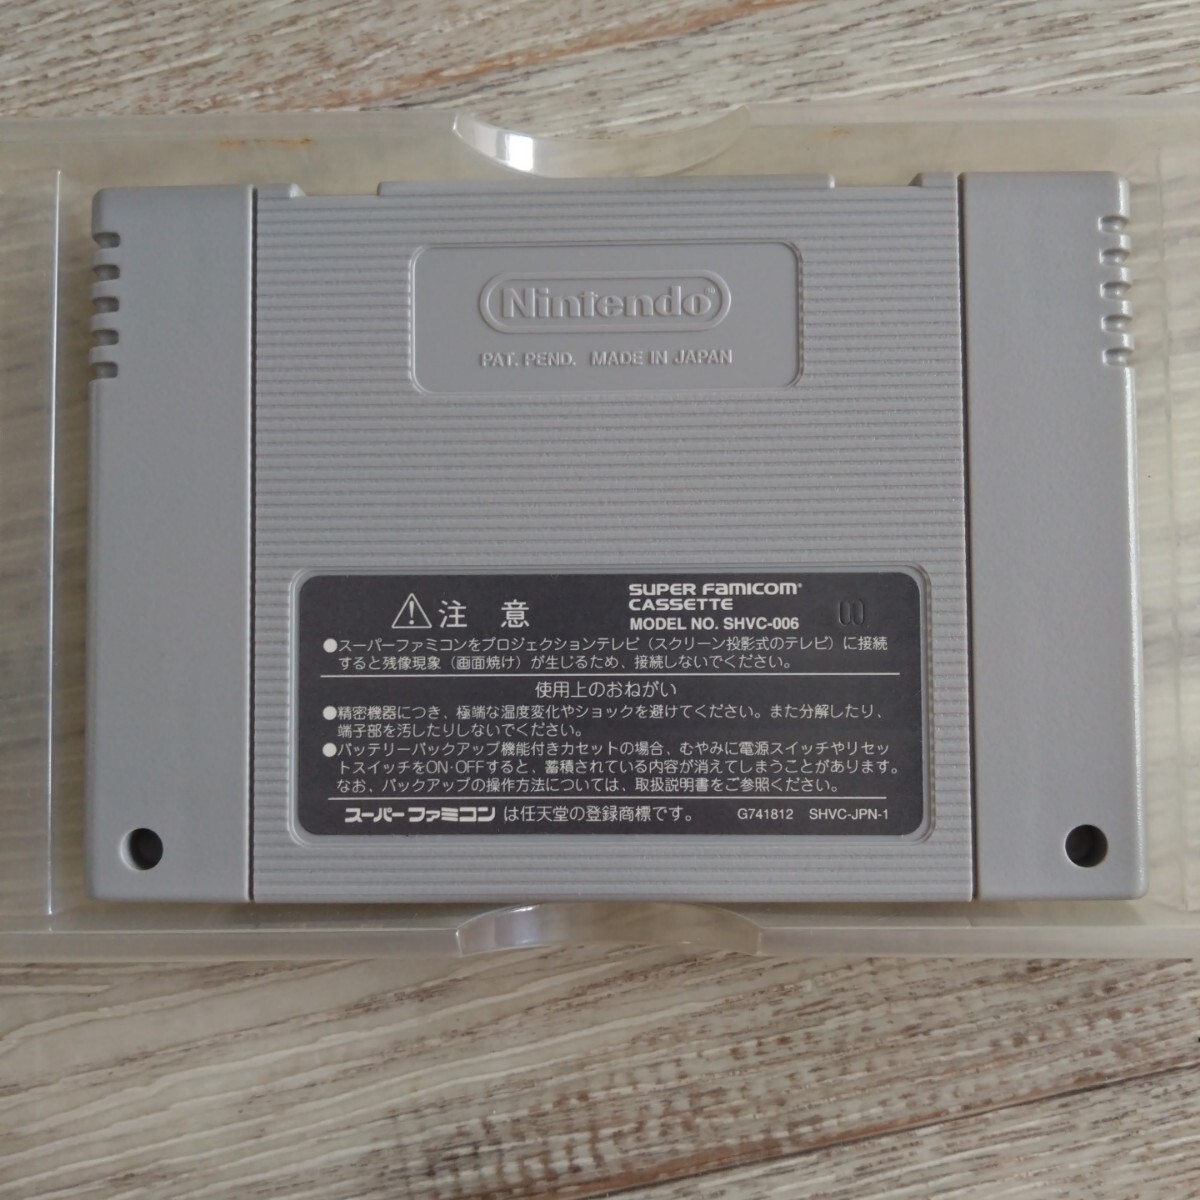 Nintendo
PAT. PEND. MADE IN JAPAN
注 意
SUPER FAMICOM
CASSETTE
MODEL NO. SHVC-006
00
●スーパーファミコンをプロジェクションテレビ（スクリーン投影式のテレビ）に接続
すると残像現象（画面焼け）が生じるため、接続しないでください。
使用上のおねがい
●精密機器につき、極端な温度変化やショックを避けてください。また分解したり、
端子部を汚したりしないでください。
●バッテリーバックアップ機能付きカセットの場合、むやみに電源スイッチやリセッ
トスイッチをON・OFFすると、蓄積されている内容が消えてしまうことがあります。
なお、バックアップの操作方法については、取扱説明書をご参照ください。
スーパーファミコンは任天堂の登録商標です。
G741812 SHVC-JPN-1